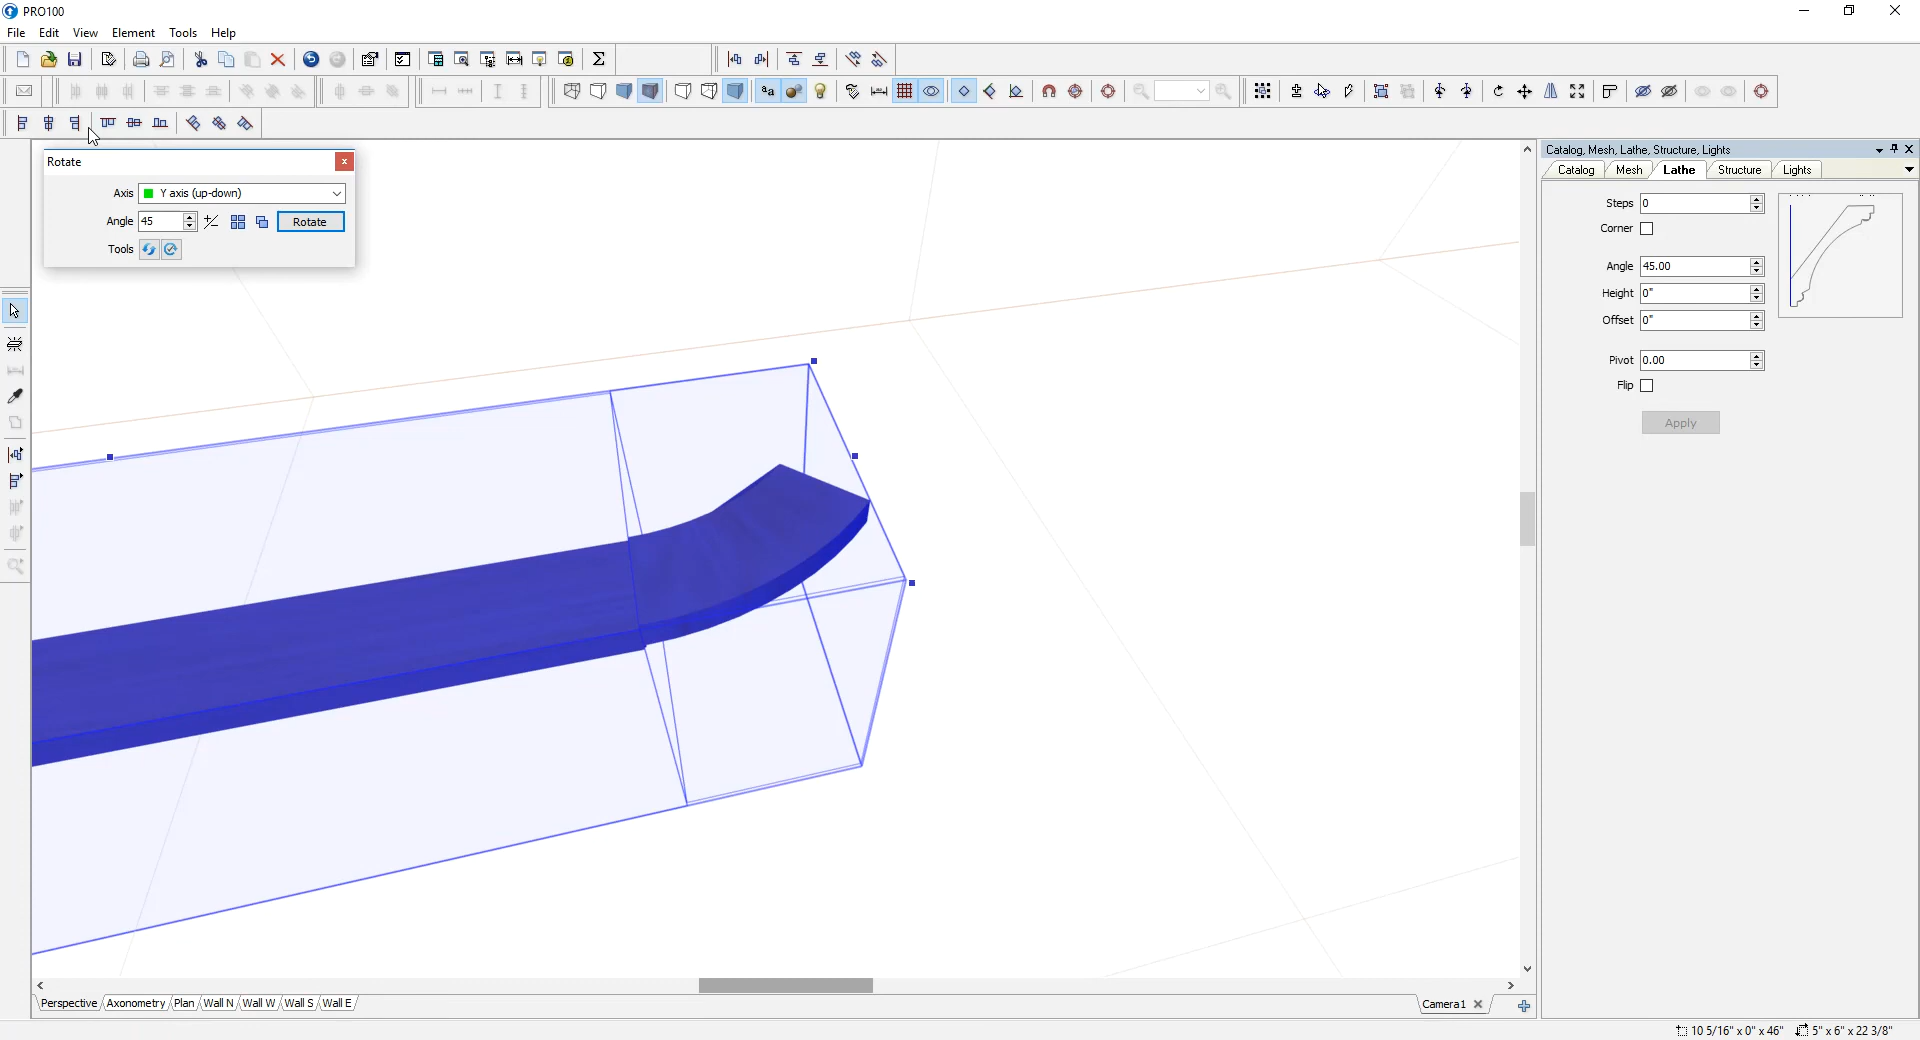 PRO100
File Edit View Element Tools Help
aa
Rotate
Axis Y axis (up-down)
Angle 45 Rotate
Tools
Catalog, Mesh, Lathe, Structure, Lights
Catalog Mesh Lathe Structure Lights
Steps 0
Corner
Angle 45.00
Height 0"
Offset 0"
Pivot 0.00
Flip
Apply
Perspective Axonometry Plan Wall N Wall W Wall S Wall E
Camera1
10 5/16" x 0" x 46" 5" x 6" x 22 3/8"